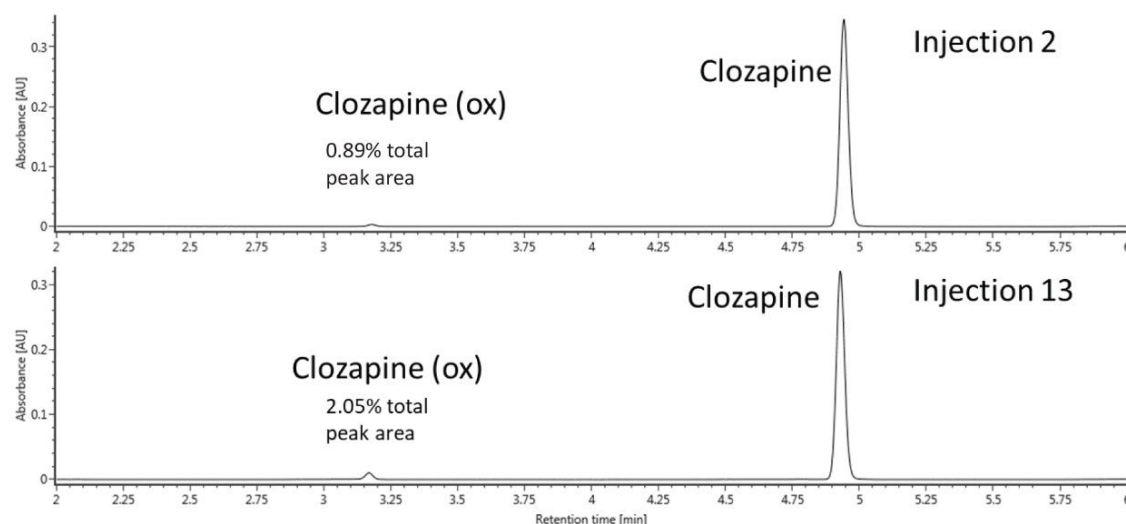 Injection 2
Clozapine
Clozapine (ox)
0.89% total
peak area
Absorbance [AU]
0.3
0.2
0.1
0
2 2.25 2.5 2.75 3 3.25 3.5 3.75 4 4.25 4.5 4.75 5 5.25 5.5 5.75 6
Injection 13
Clozapine
Clozapine (ox)
2.05% total
peak area
Absorbance [AU]
0.3
0.2
0.1
0
2 2.25 2.5 2.75 3 3.25 3.5 3.75 4 4.25 4.5 4.75 5 5.25 5.5 5.75 6
Retention time [min]